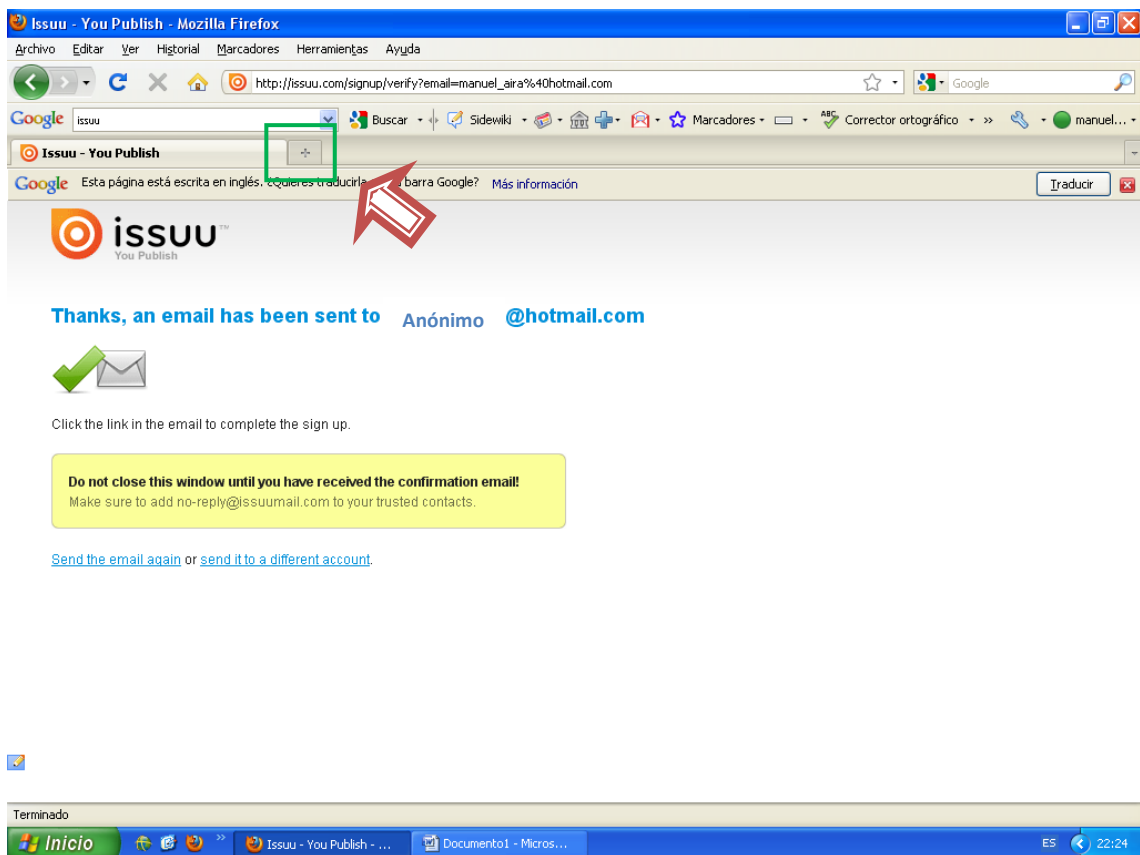 Issuu - You Publish - Mozilla Firefox
Archivo Editar Ver Historial Marcadores Herramientas Ayuda
http://issuu.com/signup/verify?email=manuel_aira%40hotmail.com Google
Google issuu Buscar Sidewiki Marcadores ABC Corrector ortográfico » manuel...
Issuu - You Publish
Google Esta página está escrita en inglés. ¿Quieres traducirla barra Google? Más información Traducir
issuu™
You Publish
Thanks, an email has been sent to Anónimo @hotmail.com
Click the link in the email to complete the sign up.
Do not close this window until you have received the confirmation email!
Make sure to add no-reply@issuumail.com to your trusted contacts.
Send the email again or send it to a different account.
Terminado
Inicio » Issuu - You Publish - ... Documento1 - Micros... ES 22:24